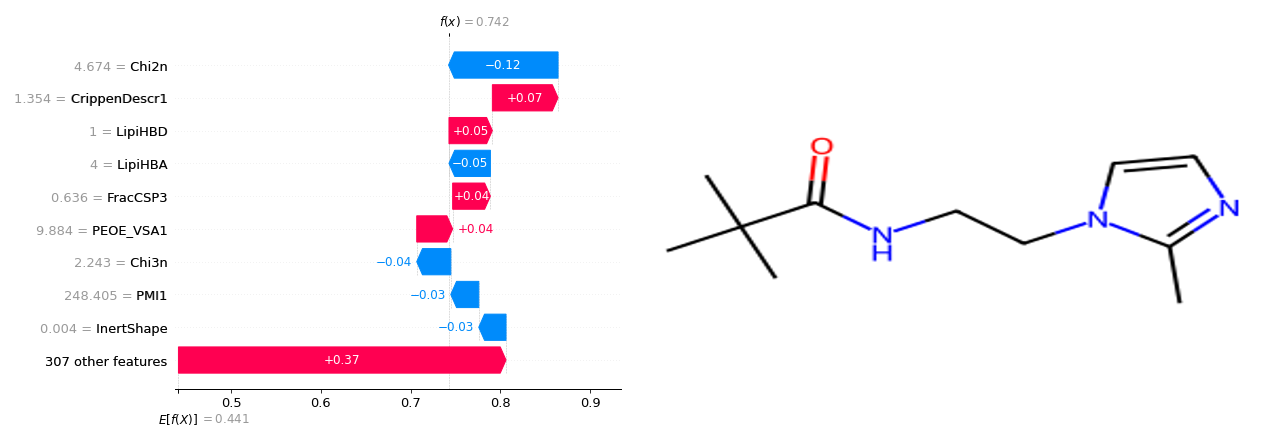 f(x) = 0.742
4.674 = Chi2n
−0.12
1.354 = CrippenDescr1
+0.07
1 = LipiHBD
+0.05
4 = LipiHBA
−0.05
0.636 = FracCSP3
+0.04
9.884 = PEOE_VSA1
+0.04
2.243 = Chi3n
−0.04
248.405 = PMI1
−0.03
0.004 = InertShape
−0.03
307 other features
+0.37
0.5 0.6 0.7 0.8 0.9
E[f(X)] = 0.441
O
N
H
N
N